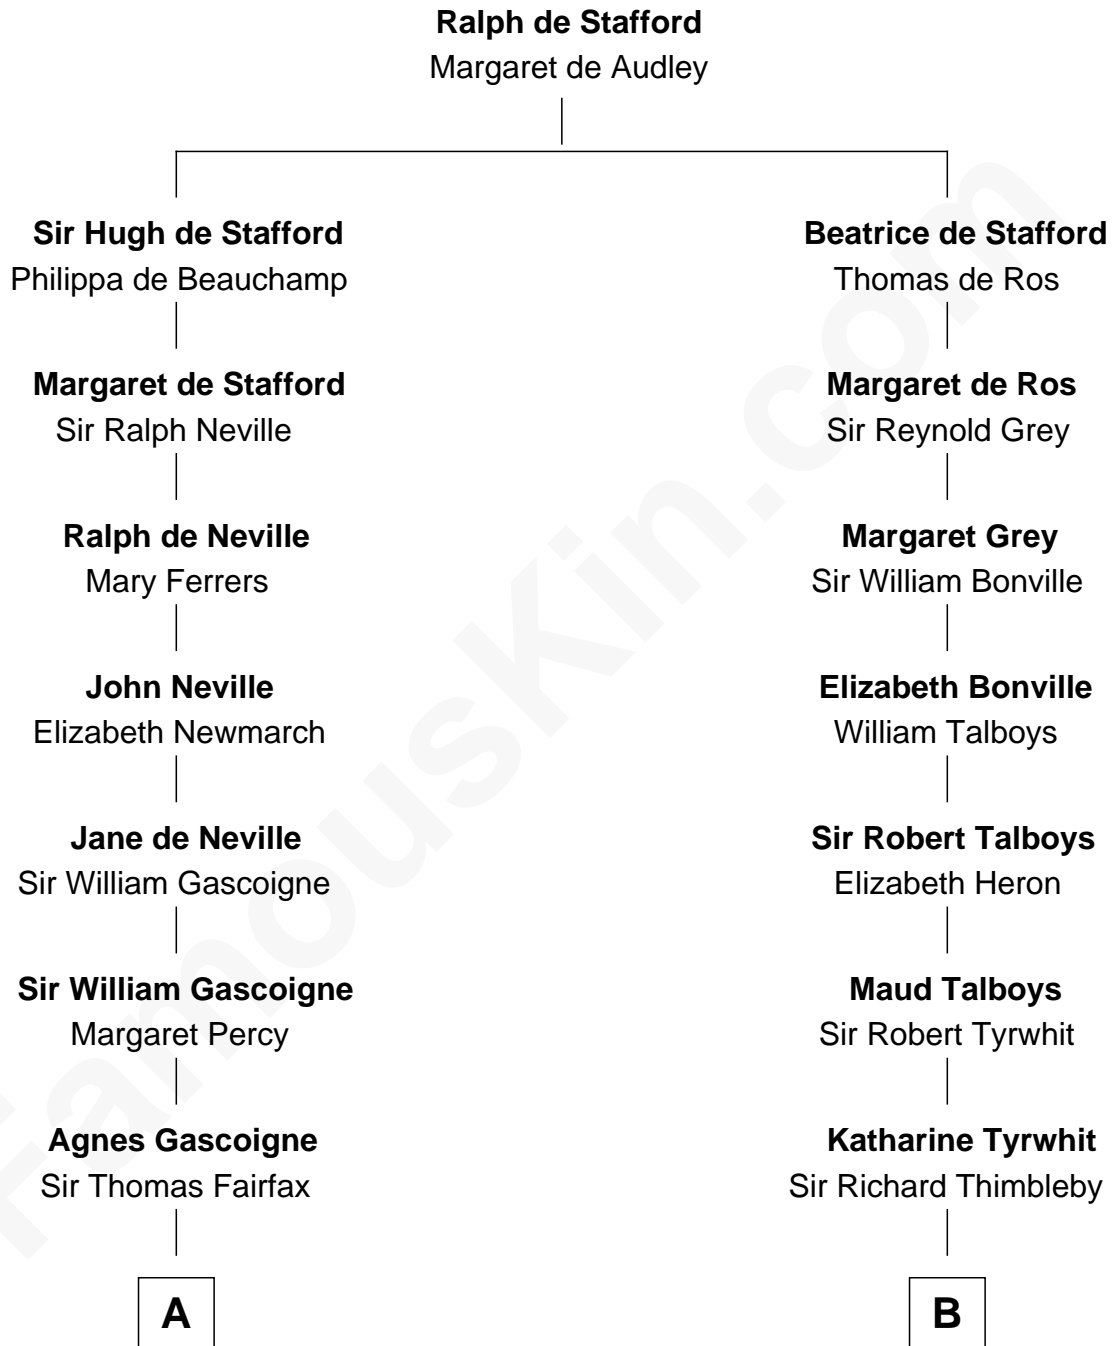 Ralph de Stafford
Margaret de Audley
Sir Hugh de Stafford
Philippa de Beauchamp
Beatrice de Stafford
Thomas de Ros
Margaret de Stafford
Sir Ralph Neville
Margaret de Ros
Sir Reynold Grey
Ralph de Neville
Mary Ferrers
Margaret Grey
Sir William Bonville
John Neville
Elizabeth Newmarch
Elizabeth Bonville
William Talboys
Jane de Neville
Sir William Gascoigne
Sir Robert Talboys
Elizabeth Heron
Sir William Gascoigne
Margaret Percy
Maud Talboys
Sir Robert Tyrwhit
Agnes Gascoigne
Sir Thomas Fairfax
Katharine Tyrwhit
Sir Richard Thimbleby
A
B
FamousKin.com